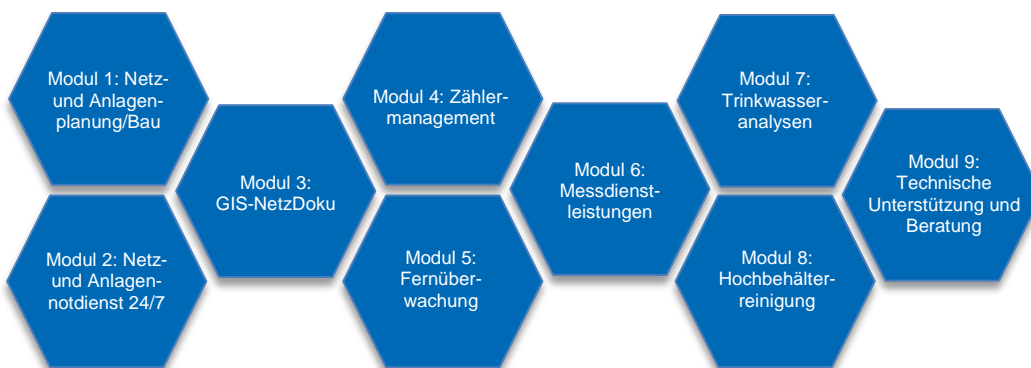 Modul 1: Netz-
und Anlagen-
planung/Bau
Modul 2: Netz-
und Anlagen-
notdienst 24/7
Modul 3:
GIS-NetzDoku
Modul 4: Zähler-
management
Modul 5:
Fernüber-
wachung
Modul 6:
Messdienst-
leistungen
Modul 7:
Trinkwasser-
analysen
Modul 8:
Hochbehälter-
reinigung
Modul 9:
Technische
Unterstützung und
Beratung